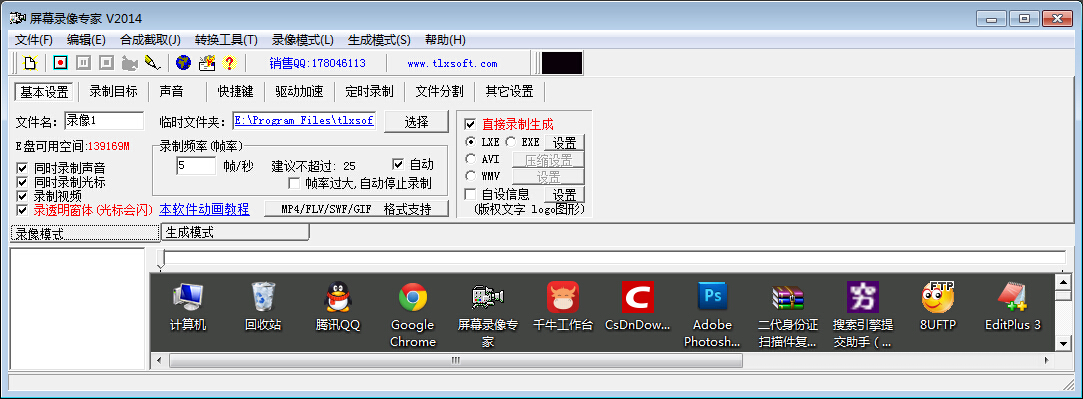 屏幕录像专家 V2014
文件(F) 编辑(E) 合成截取(J) 转换工具(T) 录像模式(L) 生成模式(S) 帮助(H)
销售QQ:178046113 www.tlxsoft.com
基本设置 录制目标 声音 快捷键 驱动加速 定时录制 文件分割 其它设置
文件名: 录像1 临时文件夹: E:\Program Files\tlxsof 选择
E盘可用空间:139169M
同时录制声音
同时录制光标
录制视频
录透明窗体(光标会闪)
录制频率(帧率)
5 帧/秒 建议不超过: 25 自动
帧率过大,自动停止录制
本软件动画教程 MP4/FLV/SWF/GIF 格式支持
直接录制生成
LXE EXE 设置
AVI 压缩设置
WMV 设置
自设信息 设置
(版权文字 logo图形)
录像模式 生成模式
计算机 回收站 腾讯QQ Google Chrome 屏幕录像专家 千牛工作台 CsDnDow... Adobe Photosh... 二代身份证扫描件复... 搜索引擎提交助手 (... 8UFTP EditPlus 3